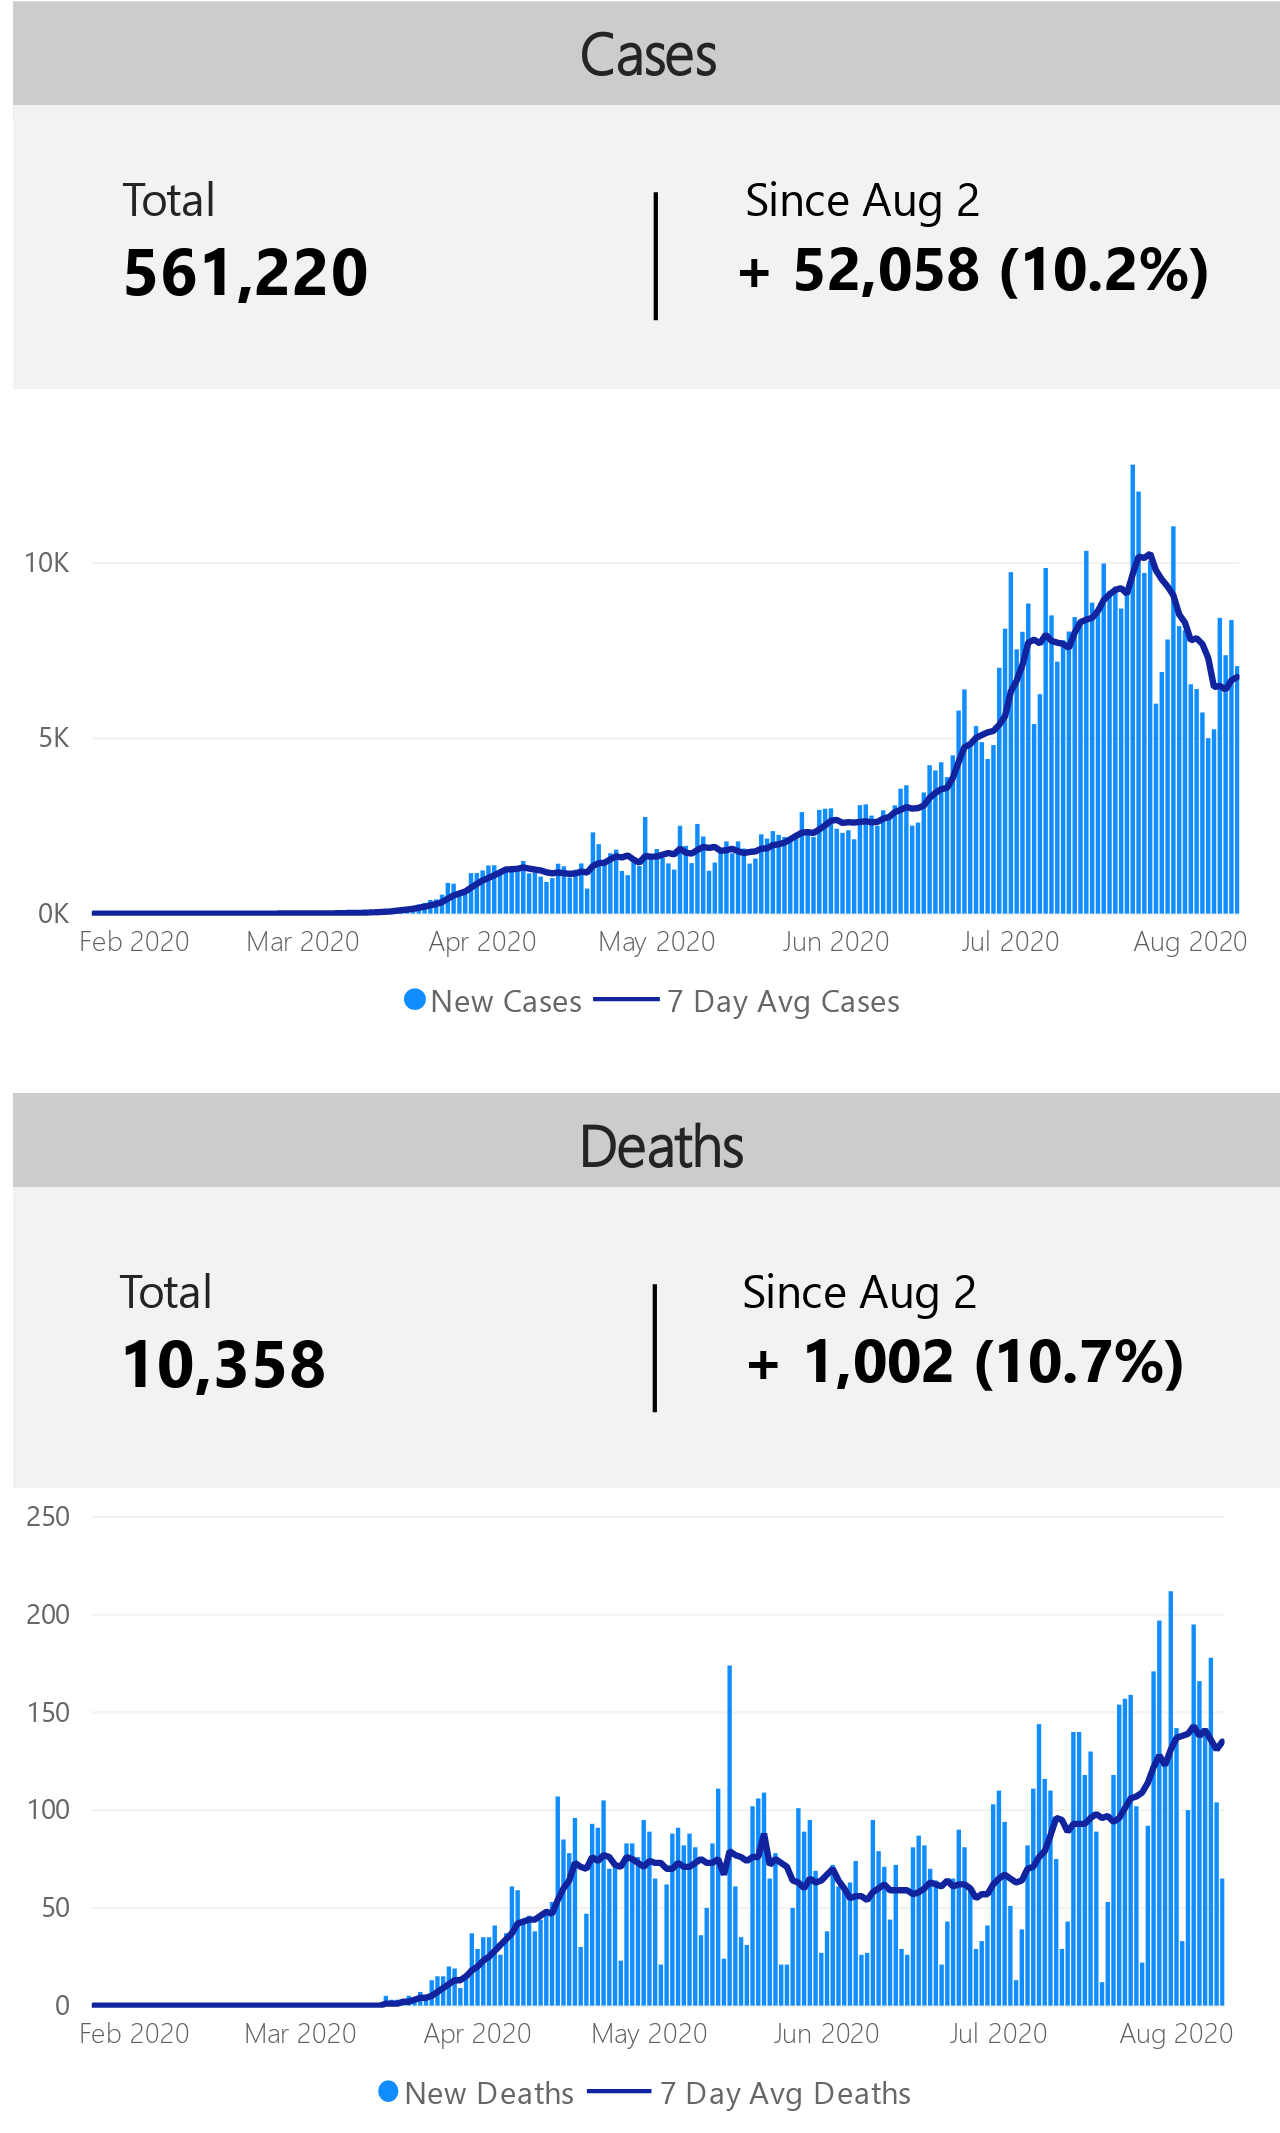 Cases
Total
Since Aug 2
561,220
+ 52,058 (10.2%)
10K
5K
0K
Feb 2020 Mar 2020 Apr 2020 May 2020 Jun 2020 Jul 2020 Aug 2020
New Cases 7 Day Avg Cases
Deaths
Total
Since Aug 2
10,358
+ 1,002 (10.7%)
250
200
150
100
50
0
Feb 2020 Mar 2020 Apr 2020 May 2020 Jun 2020 Jul 2020 Aug 2020
New Deaths 7 Day Avg Deaths